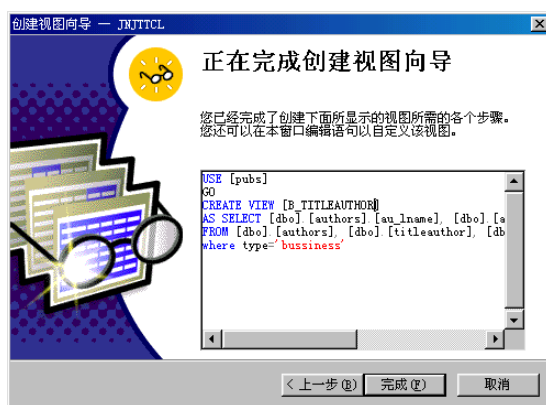 创建视图向导 — JNJTTCL
正在完成创建视图向导
您已经完成了创建下面所显示的视图所需的各个步骤。
您还可以在本窗口编辑语句以自定义该视图。
USE [pubs]
GO
CREATE VIEW [B_TITLEAUTHOR]
AS SELECT [dbo].[authors].[au_lname], [dbo].[a
FROM [dbo].[authors], [dbo].[titleauthor], [db
where type='bussiness'
< 上一步(B) 完成(F) 取消